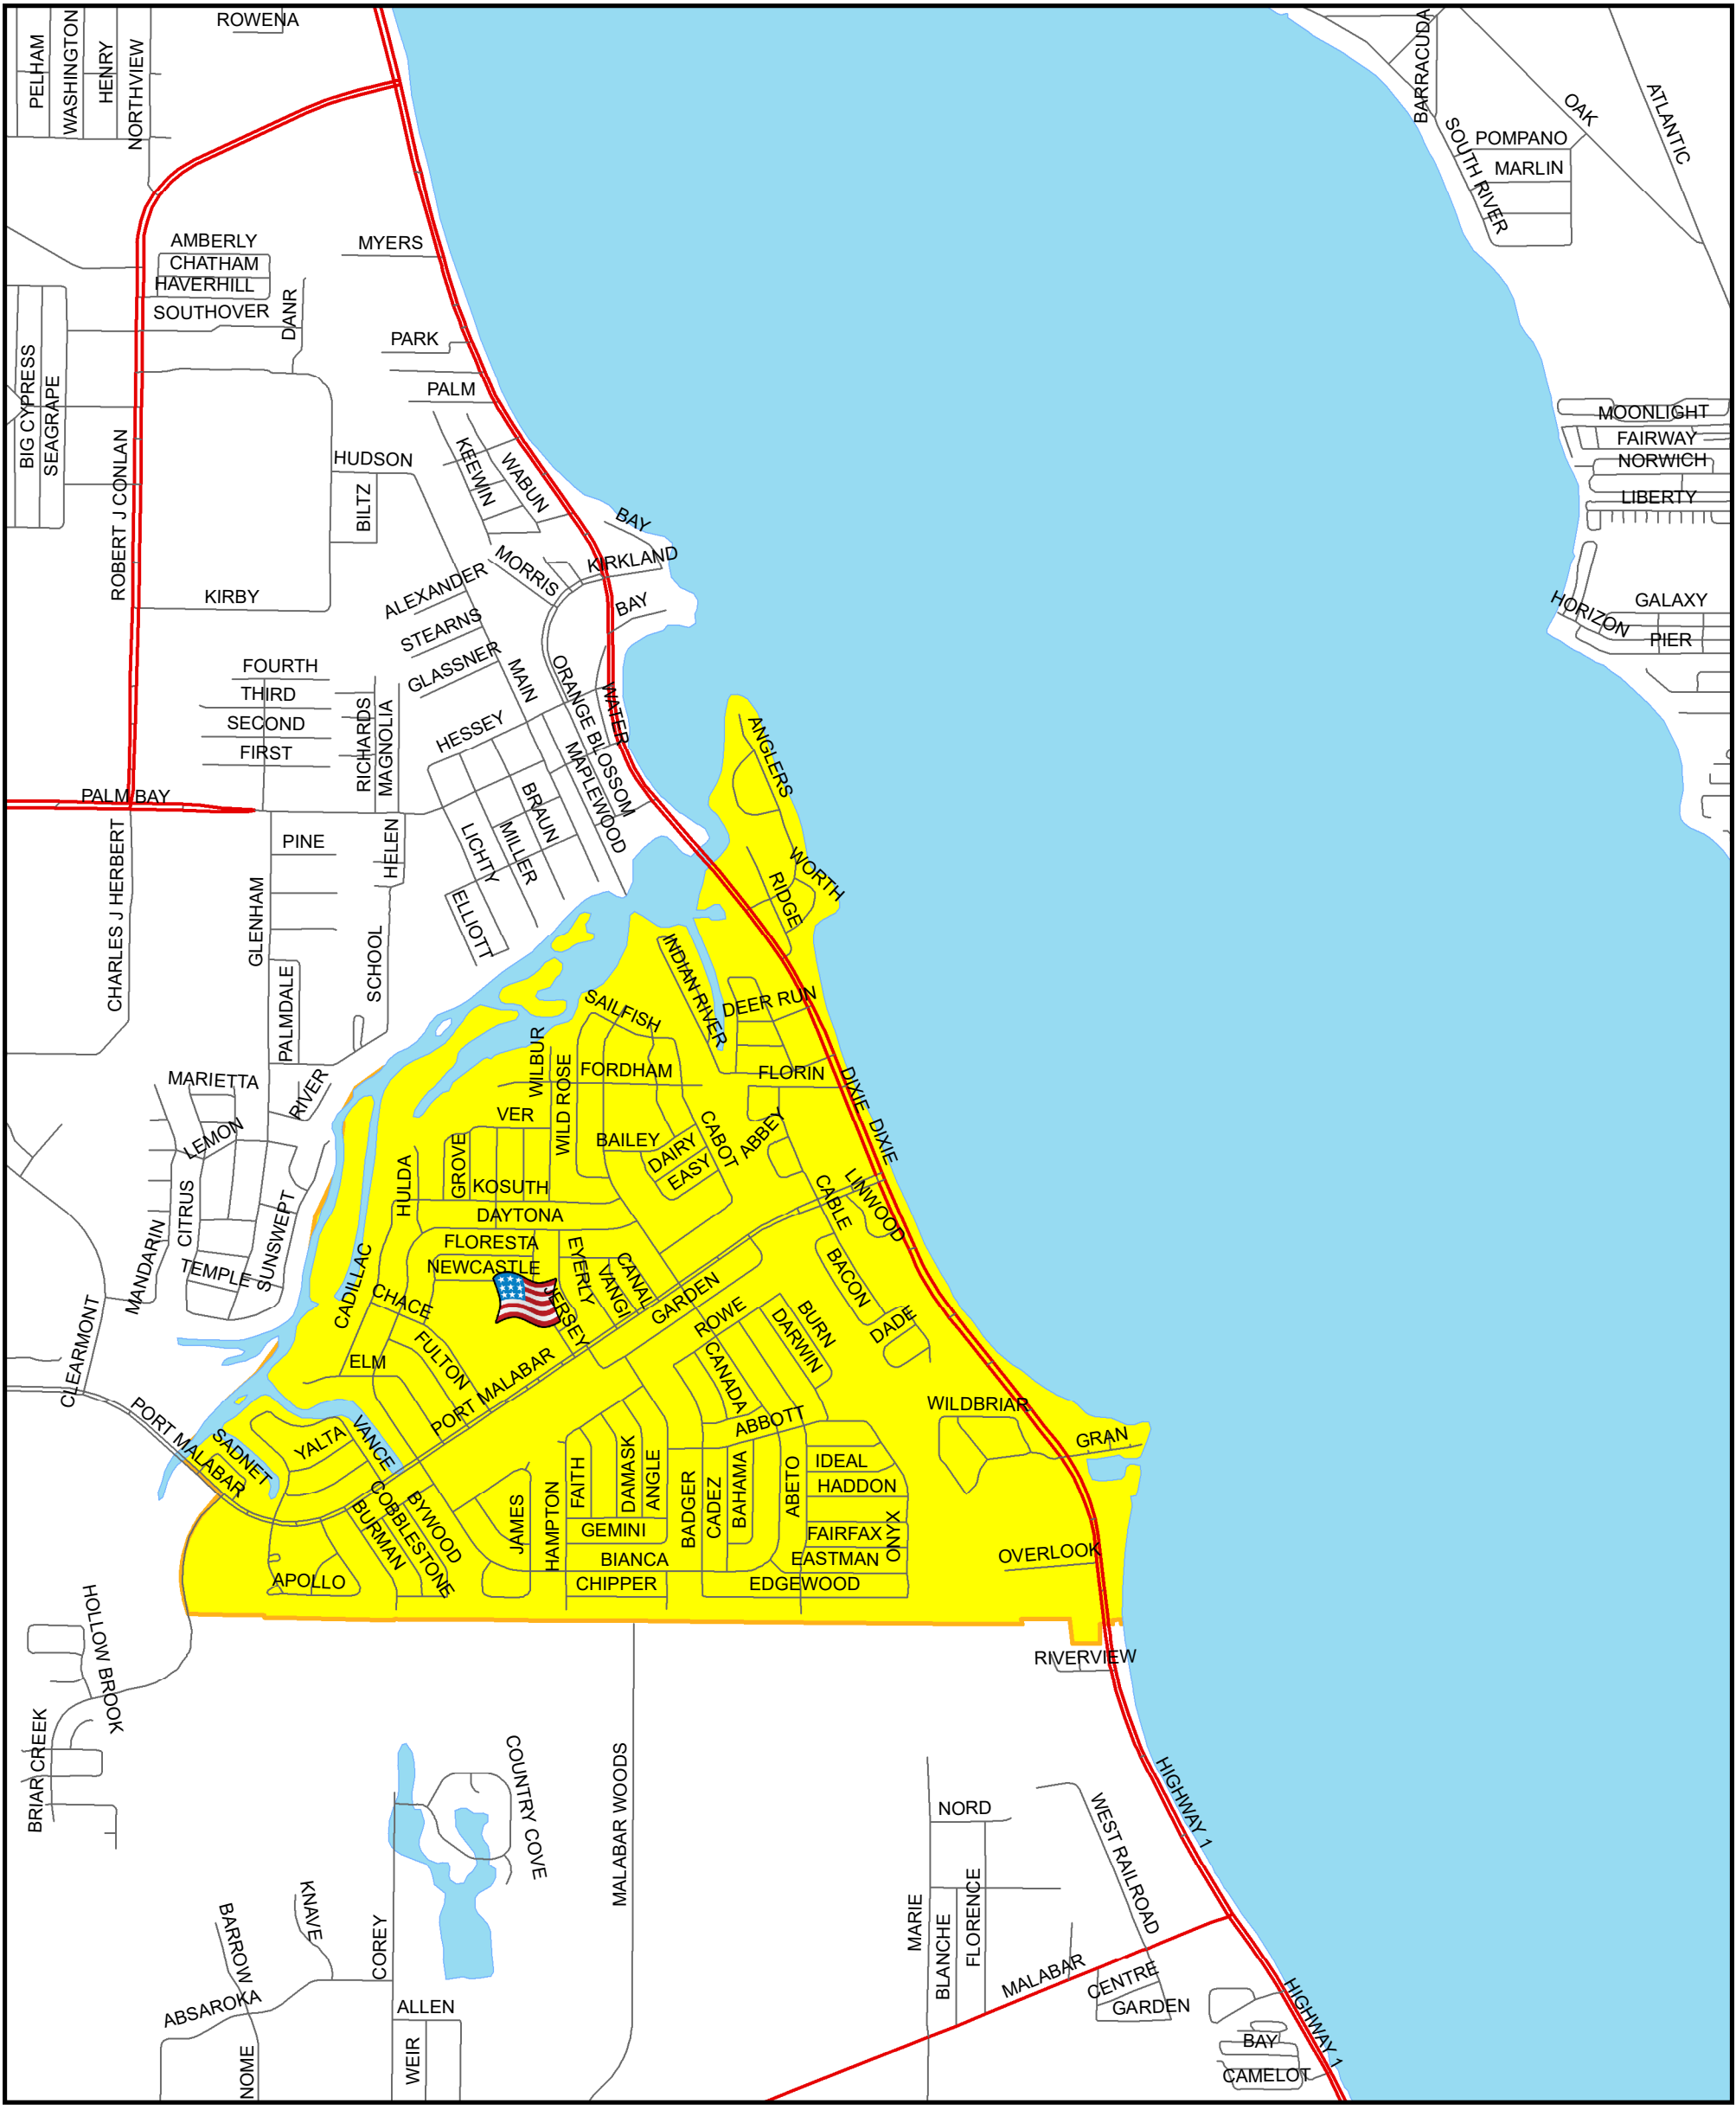 ROWENA
PELHAM
WASHINGTON
HENRY
NORTHVIEW
BARRACUDA
OAK
ATLANTIC
SOUTH RIVER
POMPANO
MARLIN
AMBERLY
CHATHAM
HAVERHILL
SOUTHOVER
DANR
MYERS
PARK
PALM
BIG CYPRESS
SEAGRAPE
ROBERT J CONLAN
HUDSON
BILTZ
KEEWIN
WABUN
MOONLIGHT
FAIRWAY
NORWICH
LIBERTY
BAY
KIRKLAND
MORRIS
BAY
ALEXANDER
STEARNS
GLASSNER
KIRBY
HORIZON
GALAXY
PIER
FOURTH
THIRD
SECOND
FIRST
RICHARDS
MAGNOLIA
MAIN
ORANGE BLOSSOM
WATER
HESSEY
MAPLEWOOD
BRAUN
MILLER
LICHTY
ELLIOTT
ANGLERS
PALM BAY
CHARLES J HERBERT
PINE
HELEN
GLENHAM
SCHOOL
PALMDALE
WORTH
RIDGE
INDIAN RIVER
DEER RUN
SAILFISH
WILBUR
WILD ROSE
FORDHAM
FLORIN
DIXIE
DIXIE
MARIETTA
RIVER
LEMON
VER
BAILEY
DAIRY
EASY
CABOT
ABBEY
HULDA
GROVE
KOSUTH
CABLE
LINWOOD
CITRUS
MANDARIN
SUNSWEPT
TEMPLE
DAYTONA
FLORESTA
NEWCASTLE
EYERLY
VANGI
CANAL
JERSEY
CADILLAC
CHACE
GARDEN
BACON
ROWE
BURN
DARWIN
DADE
CLEARMONT
ELM
FULTON
PORT MALABAR
CANADA
ABBOTT
WILDBRIAR
GRAN
PORT MALABAR
SADNET
YALTA
VANCE
COBBLESTONE
BYWOOD
BURMAN
APOLLO
JAMES
HAMPTON
FAITH
DAMASK
ANGLE
BADGER
CADEZ
BAHAMA
ABETO
IDEAL
HADDON
FAIRFAX
ONYX
GEMINI
BIANCA
EASTMAN
CHIPPER
EDGEWOOD
OVERLOOK
RIVERVIEW
HOLLOW BROOK
BRIAR CREEK
COUNTRY COVE
MALABAR WOODS
HIGHWAY 1
NORD
WEST RAILROAD
MARIE
BLANCHE
FLORENCE
KNAVE
BARROW
COREY
ABSAROKA
ALLEN
WEIR
NOME
MALABAR
CENTRE
GARDEN
HIGHWAY 1
BAY
CAMELOT